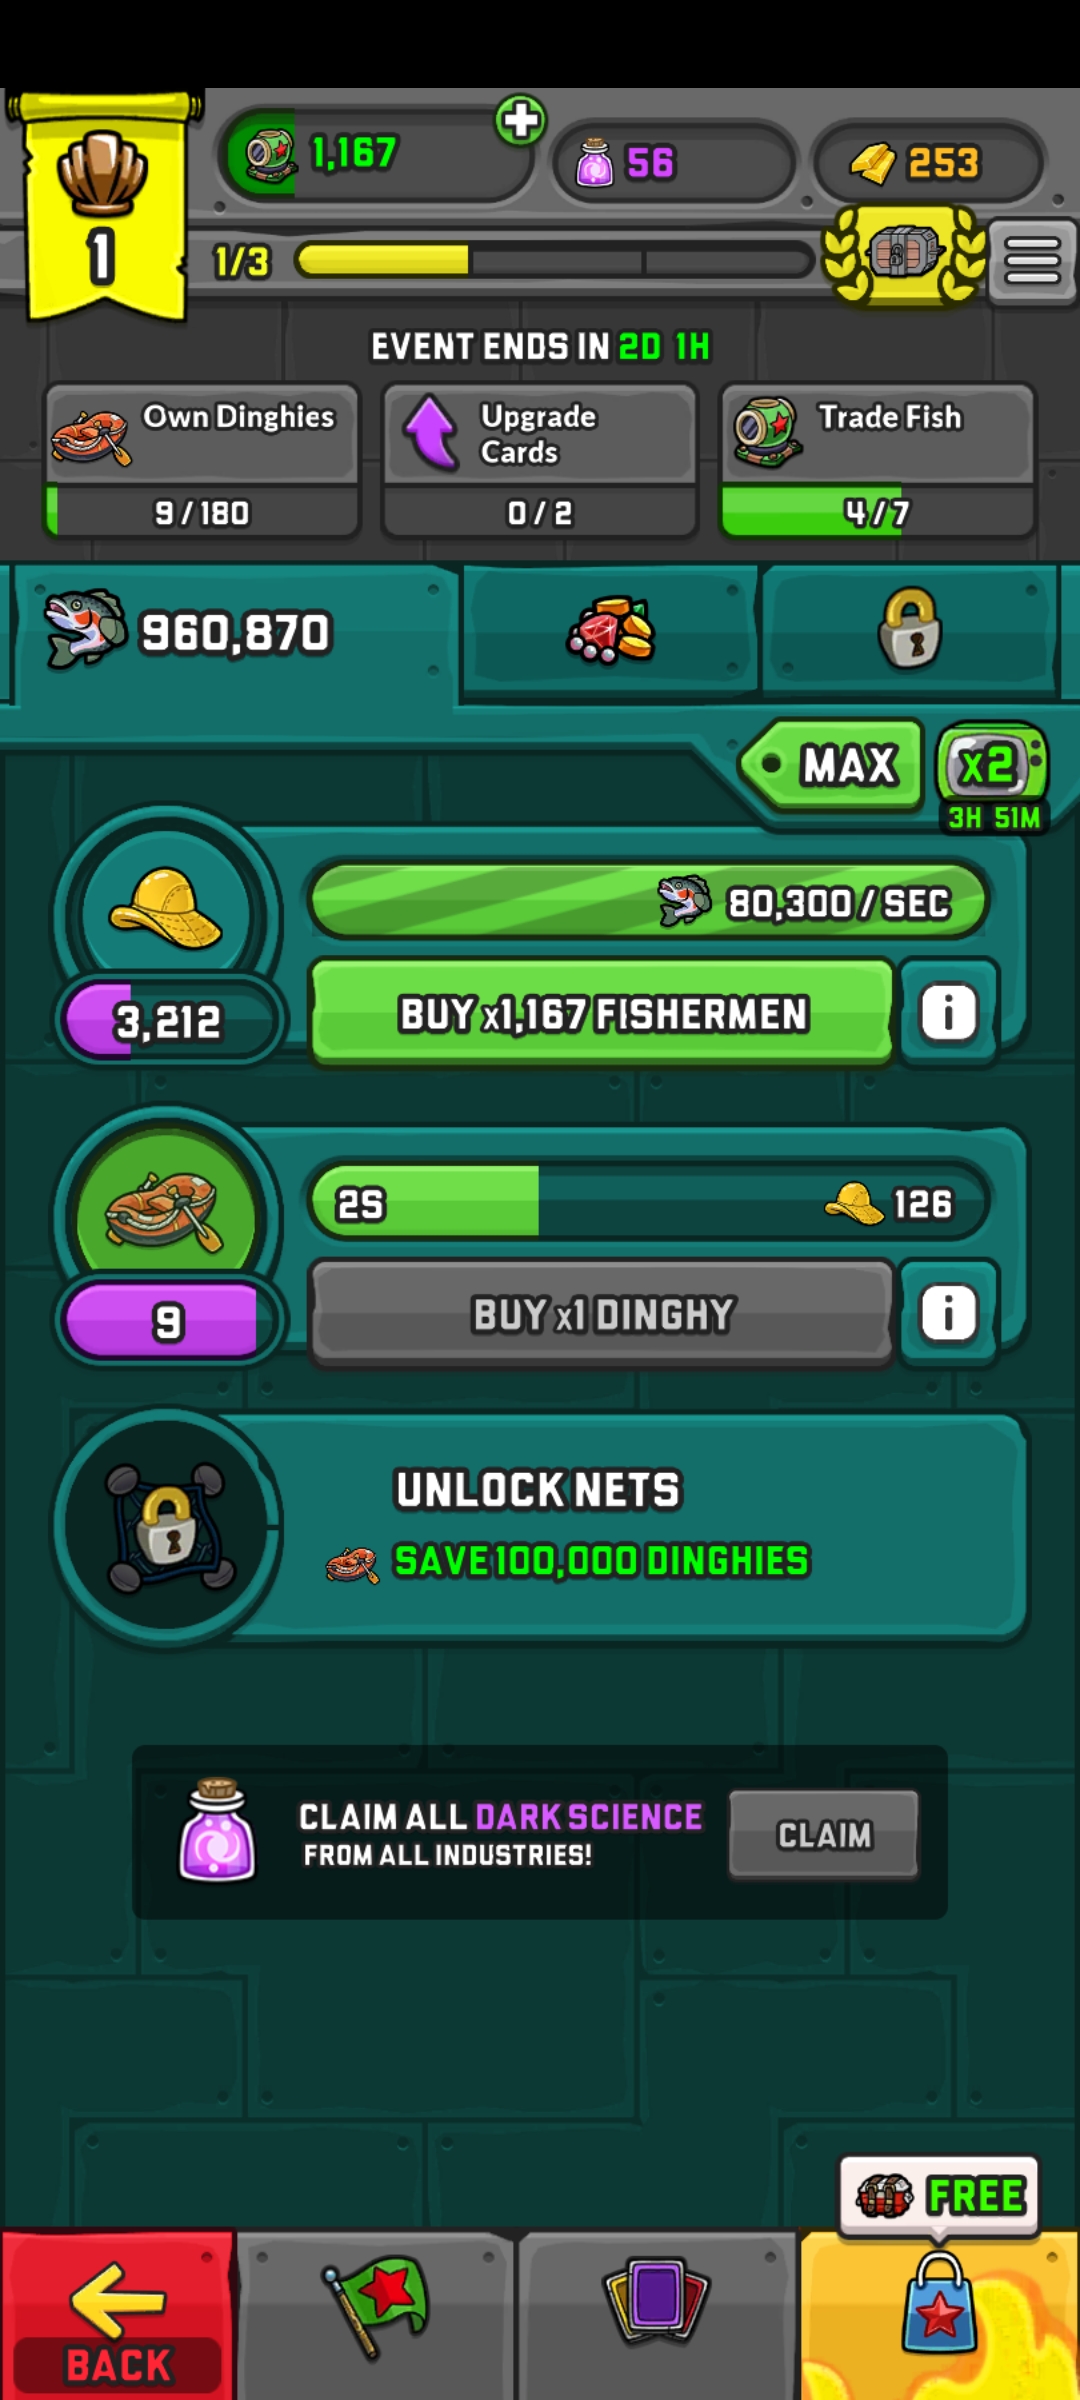 1,167
56
253
1
1/3
EVENT ENDS IN 2D 1H
Own Dinghies
9/180
Upgrade
Cards
0/2
Trade Fish
4/7
960,870
MAX
x2
3H 51M
80,300/SEC
3,212
BUY x1,167 FISHERMEN
i
2S
126
9
BUY x1 DINGHY
i
UNLOCK NETS
SAVE 100,000 DINGHIES
CLAIM ALL DARK SCIENCE
FROM ALL INDUSTRIES!
CLAIM
FREE
BACK